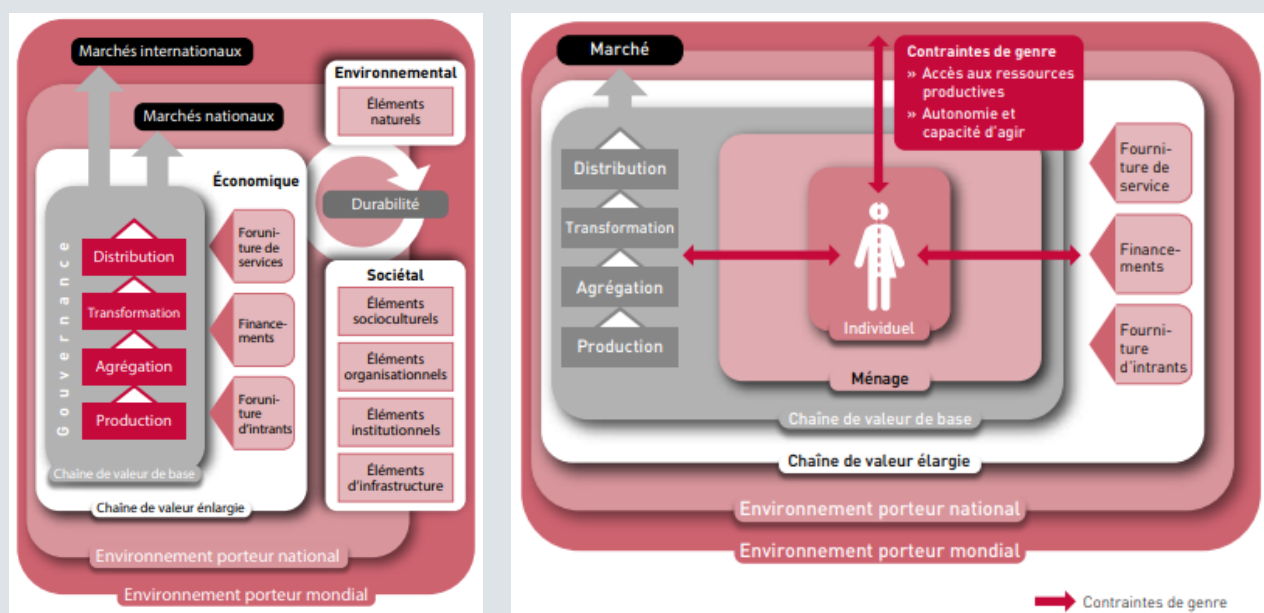 Marchés internationaux
Marchés nationaux
Environnemental
Éléments
naturels
Durabilité
Économique
Gouvernance
Distribution
Transformation
Agrégation
Production
Foruni-
ture de
services
Finance-
ments
Foruni-
ture
d'intrants
Sociétal
Éléments
socioculturels
Éléments
organisationnels
Éléments
institutionnels
Éléments
d'infrastructure
Chaîne de valeur de base
Chaîne de valeur énlargie
Environnement porteur national
Environnement porteur mondial
Marché
Contraintes de genre
» Accès aux ressources
productives
» Autonomie et
capacité d'agir
Distribution
Transformation
Agrégation
Production
Individuel
Ménage
Fourni-
ture de
service
Finance-
ments
Fourni-
ture
d'intrants
Chaîne de valeur de base
Chaîne de valeur élargie
Environnement porteur national
Environnement porteur mondial
Contraintes de genre